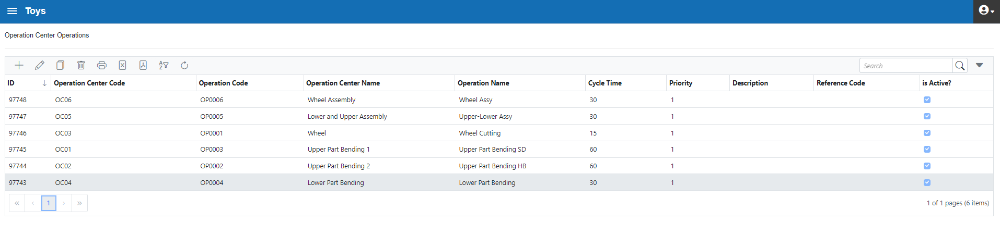 Toys
Operation Center Operations
Search
ID Operation Center Code Operation Code Operation Center Name Operation Name Cycle Time Priority Description Reference Code is Active?
97748 OC06 OP0006 Wheel Assembly Wheel Assy 30 1
97747 OC05 OP0005 Lower and Upper Assembly Upper-Lower Assy 30 1
97746 OC03 OP0001 Wheel Wheel Cutting 15 1
97745 OC01 OP0003 Upper Part Bending 1 Upper Part Bending SD 60 1
97744 OC02 OP0002 Upper Part Bending 2 Upper Part Bending HB 60 1
97743 OC04 OP0004 Lower Part Bending Lower Part Bending 30 1
« ‹ 1 › » 1 of 1 pages (6 items)